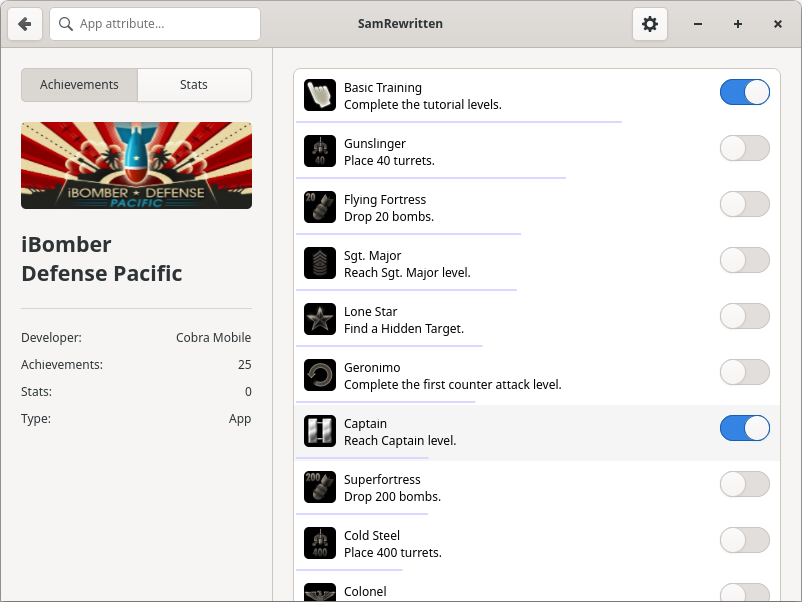 App attribute...
SamRewritten
Achievements
Stats
iBOMBER ★ DEFENSE
PACIFIC
iBomber
Defense Pacific
Developer: Cobra Mobile
Achievements: 25
Stats: 0
Type: App
Basic Training
Complete the tutorial levels.
40
Gunslinger
Place 40 turrets.
20
Flying Fortress
Drop 20 bombs.
Sgt. Major
Reach Sgt. Major level.
Lone Star
Find a Hidden Target.
Geronimo
Complete the first counter attack level.
Captain
Reach Captain level.
200
Superfortress
Drop 200 bombs.
400
Cold Steel
Place 400 turrets.
Colonel